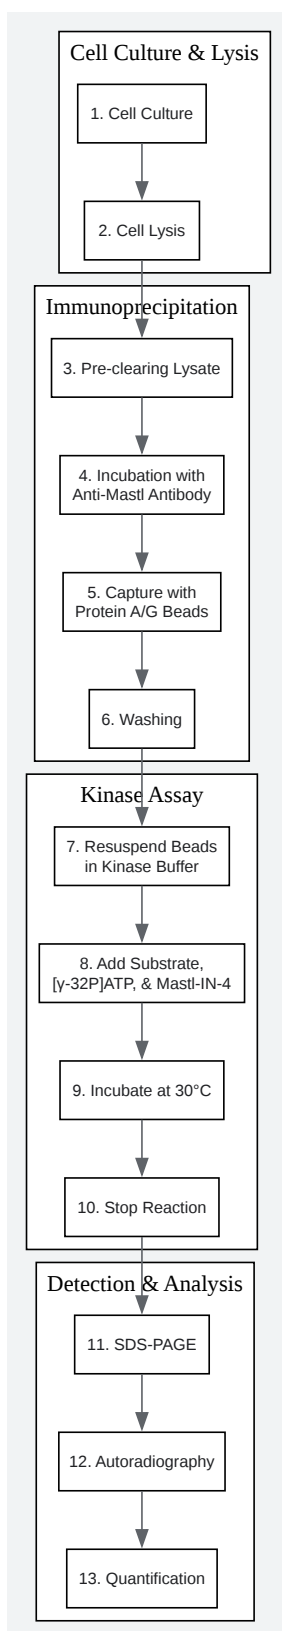 Cell Culture & Lysis
1. Cell Culture
2. Cell Lysis
Immunoprecipitation
3. Pre-clearing Lysate
4. Incubation with
Anti-Mastl Antibody
5. Capture with
Protein A/G Beads
6. Washing
Kinase Assay
7. Resuspend Beads
in Kinase Buffer
8. Add Substrate,
[γ-32P]ATP, & Mastl-IN-4
9. Incubate at 30°C
10. Stop Reaction
Detection & Analysis
11. SDS-PAGE
12. Autoradiography
13. Quantification